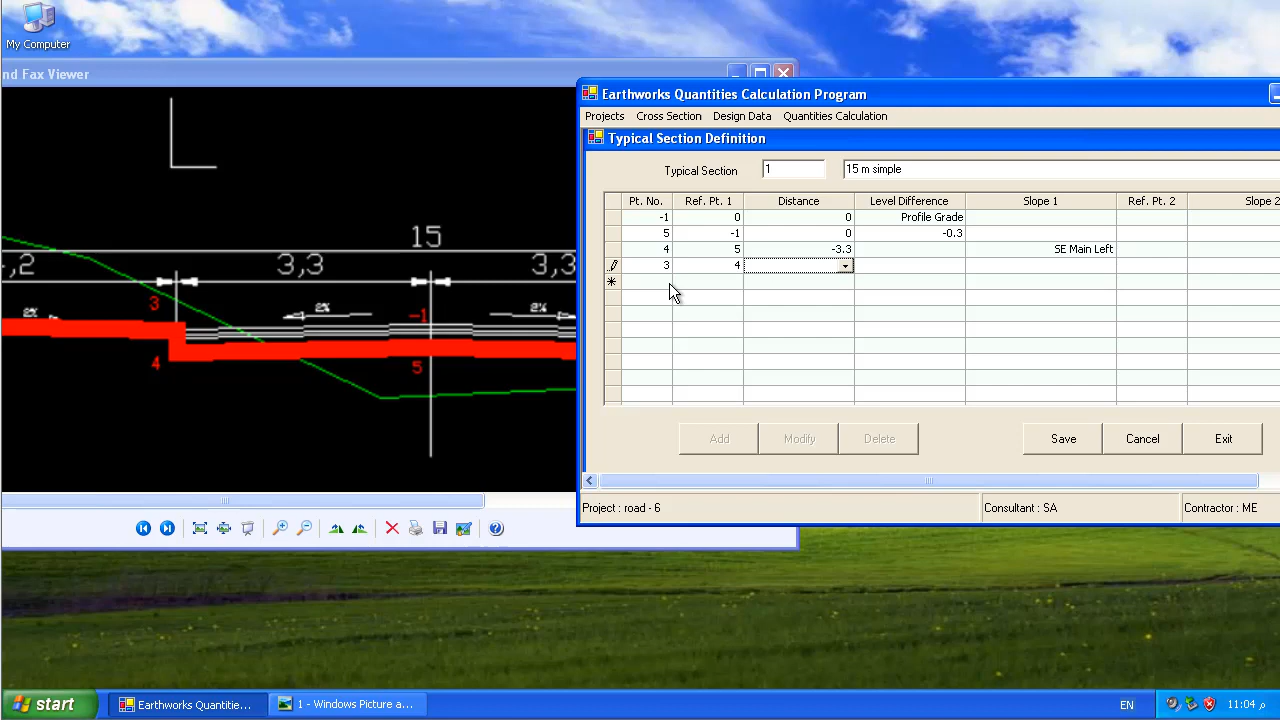 My Computer
nd Fax Viewer
Earthworks Quantities Calculation Program
Projects Cross Section Design Data Quantities Calculation
Typical Section Definition
Typical Section 1 15 m simple
Pt. No. Ref. Pt. 1 Distance Level Difference Slope 1 Ref. Pt. 2 Slope 2
-1 0 0 Profile Grade
5 -1 0 -0.3
4 5 -3.3 SE Main Left
3 4
15
,2 3,3 3,3
3 2% 2% -1 2%
4 5
Add Modify Delete Save Cancel Exit
Project : road - 6 Consultant : SA Contractor : ME
start Earthworks Quantitie... 1 - Windows Picture a... EN 11:04 م